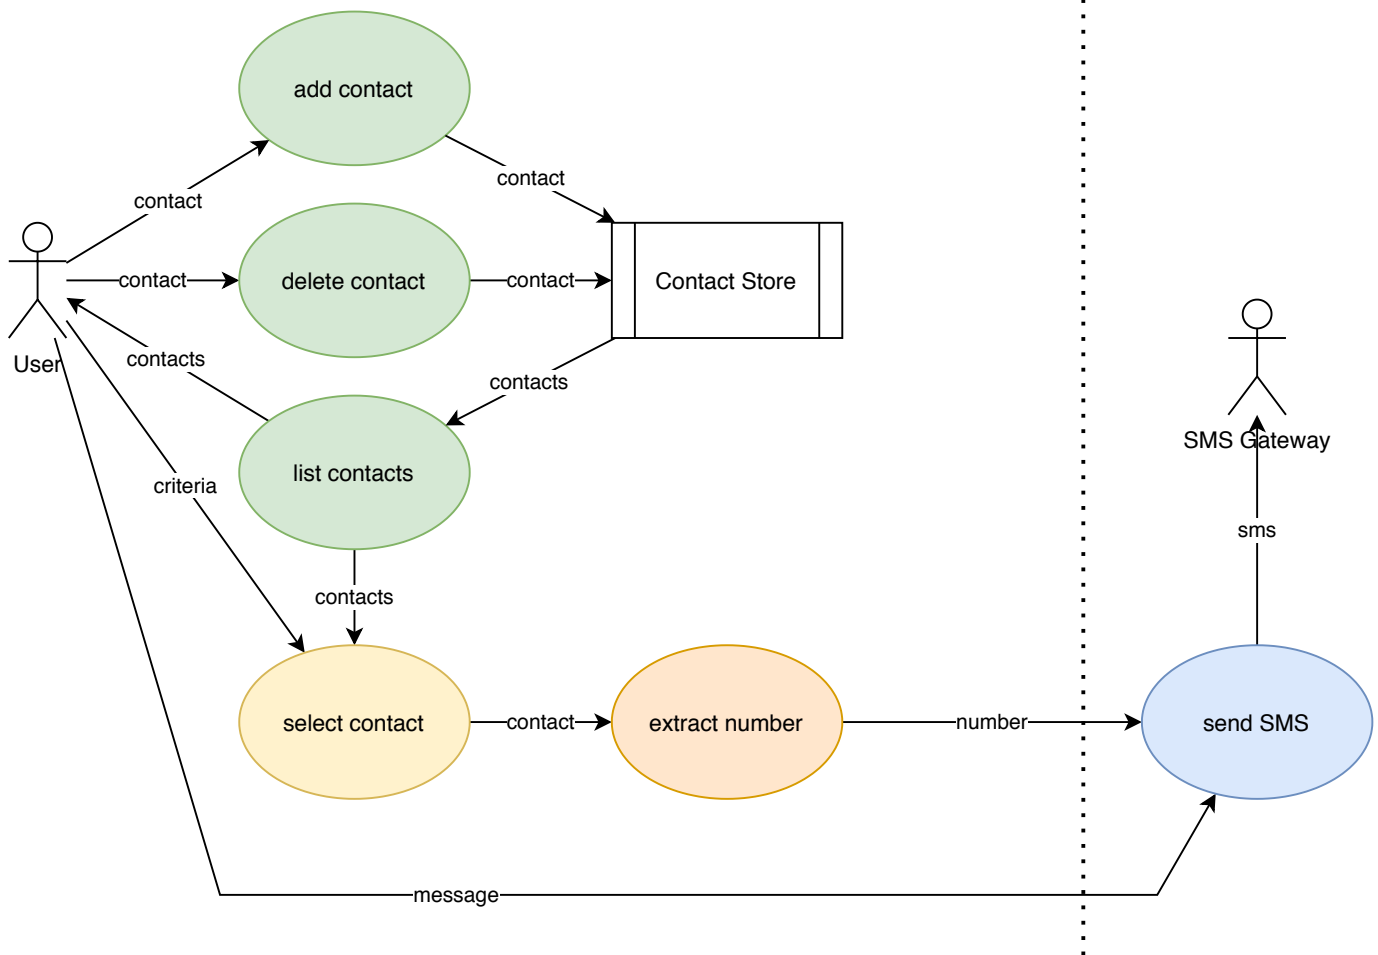 add contact
contact
contact
contact
delete contact
contact
Contact Store
User
contacts
contacts
SMS Gateway
list contacts
criteria
sms
contacts
select contact
contact
extract number
number
send SMS
message